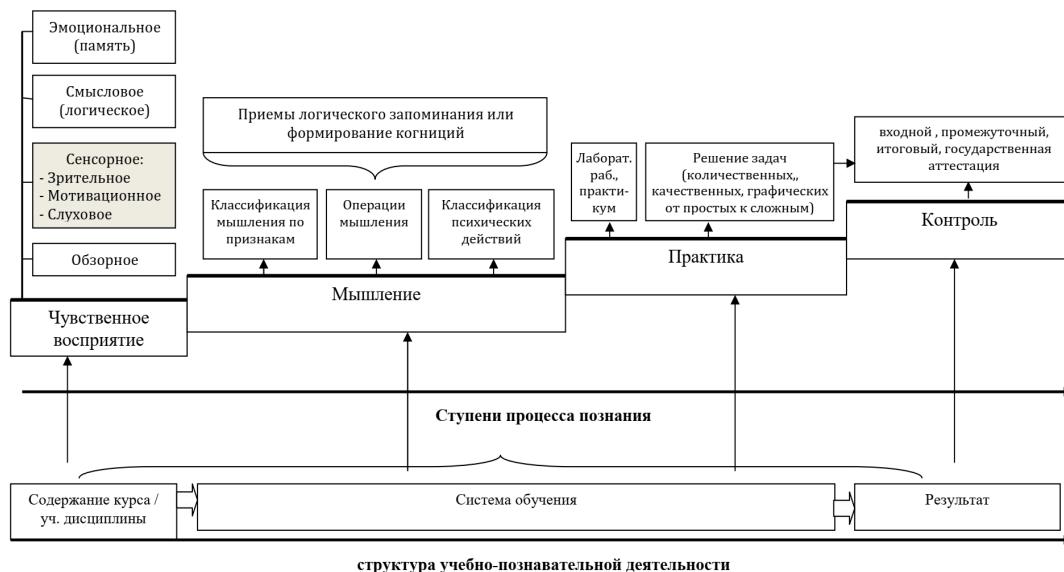 Эмоциональное
(память)
Смысловое
(логическое)
Сенсорное:
- Зрительное
- Мотивационное
- Слуховое
Обзорное
Чувственное
восприятие
Приемы логического запоминания или
формирование когниций
Классификация
мышления по
признакам
Операции
мышления
Классификация
психических
действий
Мышление
Лаборат.
раб.,
практи-
кум
Решение задач
(количественных,,
качественных, графических
от простых к сложным)
Практика
входной , промежуточный,
итоговый, государственная
аттестация
Контроль
Ступени процесса познания
Содержание курса /
уч. дисциплины
Система обучения
Результат
структура учебно-познавательной деятельности